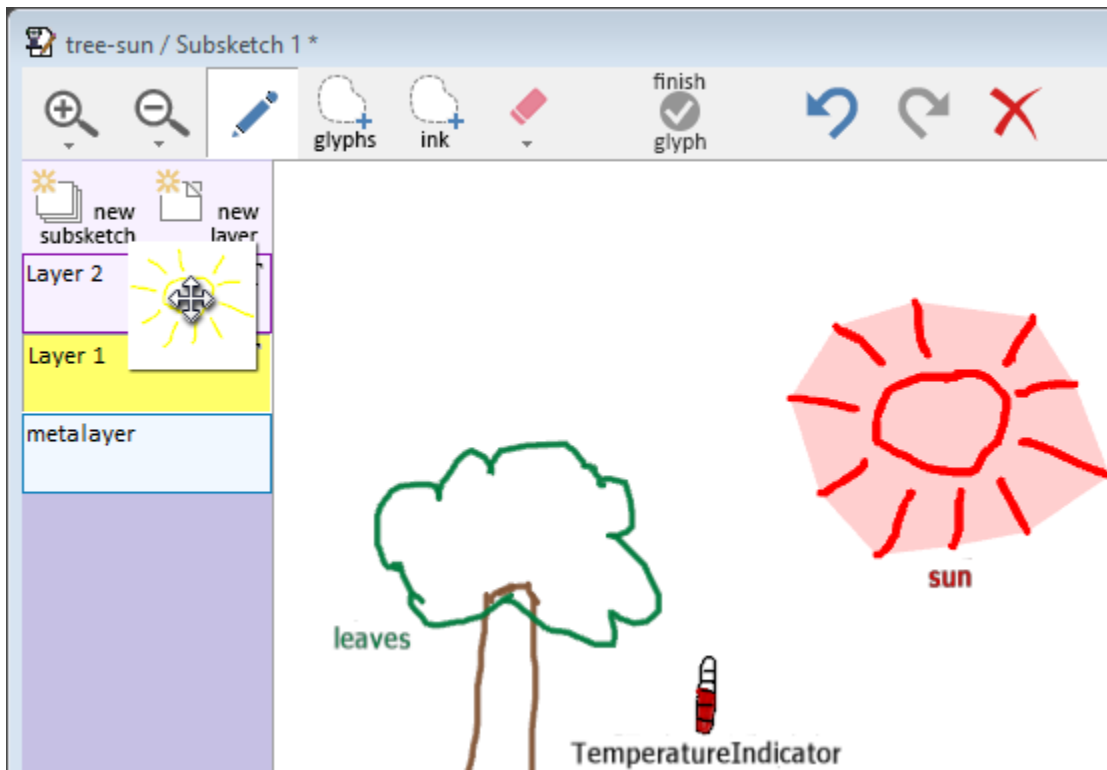 tree-sun / Subsketch 1 *
finish
glyphs
ink
glyph
new
subsketch
new
layer
Layer 2
Layer 1
metalayer
sun
leaves
TemperatureIndicator